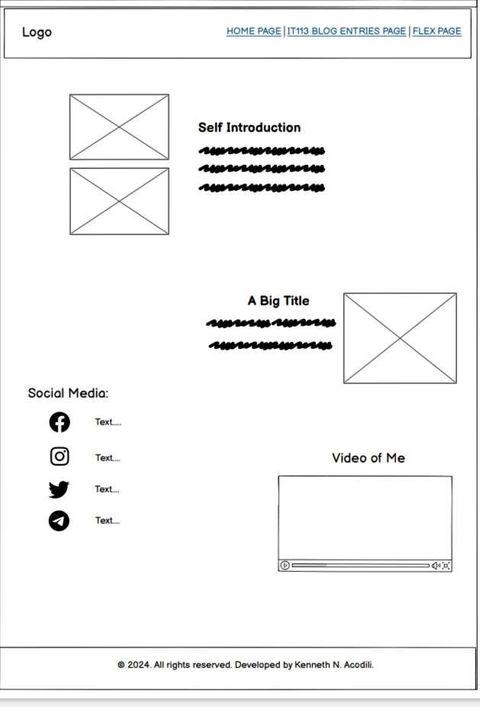 Logo
HOME PAGE | IT113 BLOG ENTRIES PAGE | FLEX PAGE
Self Introduction
A Big Title
Social Media:
Text....
Text...
Text...
Text...
Video of Me
© 2024. All rights reserved. Developed by Kenneth N. Acodili.